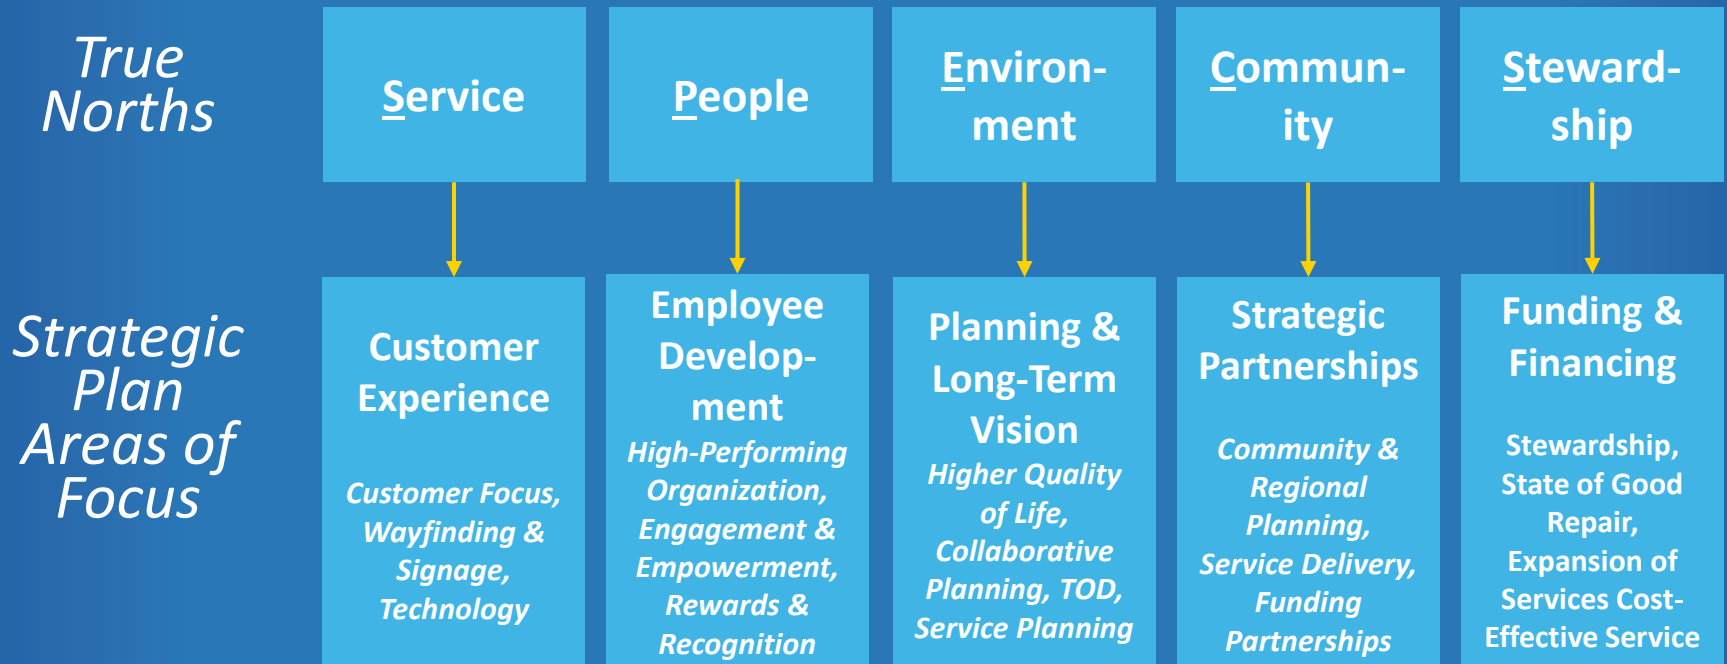 True
Norths
Service
People
Environ-
ment
Commun-
ity
Steward-
ship
Strategic
Plan
Areas of
Focus
Customer
Experience
Customer Focus,
Wayfinding &
Signage,
Technology
Employee
Develop-
ment
High-Performing
Organization,
Engagement &
Empowerment,
Rewards &
Recognition
Planning &
Long-Term
Vision
Higher Quality
of Life,
Collaborative
Planning, TOD,
Service Planning
Strategic
Partnerships
Community &
Regional
Planning,
Service Delivery,
Funding
Partnerships
Funding &
Financing
Stewardship,
State of Good
Repair,
Expansion of
Services Cost-
Effective Service